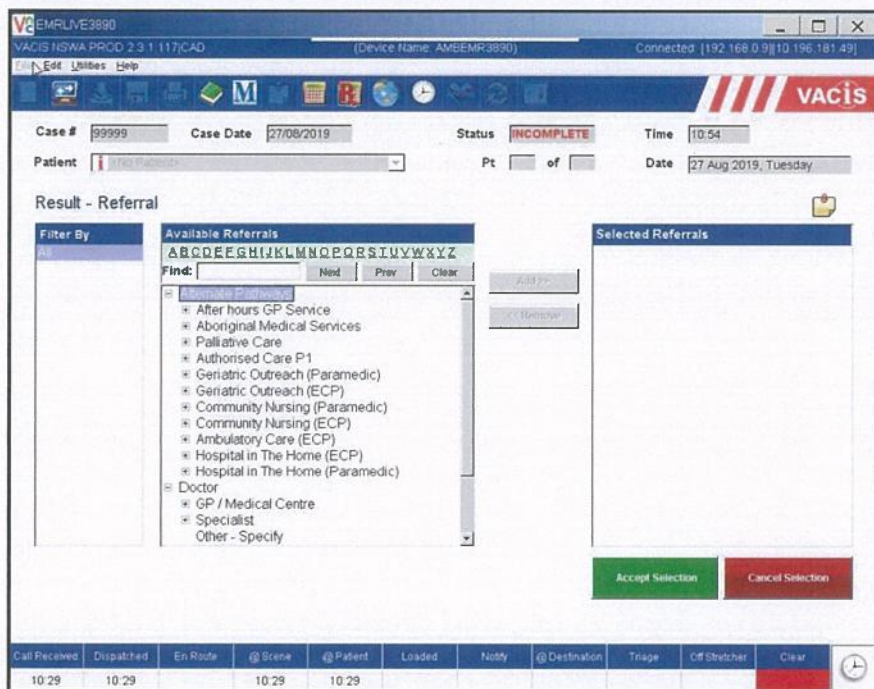 EMRLIVE3890
VACIS NSWA PROD 2.3.1.117|CAD (Device Name: AMBEMR3890) Connected: [192.168.0.9][10.196.181.49]
File Edit Utilities Help
VACIS
Case # 99999 Case Date 27/08/2019 Status INCOMPLETE Time 10:54
Patient <No Patient> Pt of Date 27 Aug 2019, Tuesday
Result - Referral
Filter By
All
Available Referrals
A B C D E F G H I J K L M N O P Q R S T U V W X Y Z
Find: Next Prev Clear
Alternate Pathways
After hours GP Service
Aboriginal Medical Services
Palliative Care
Authorised Care P1
Geriatric Outreach (Paramedic)
Geriatric Outreach (ECP)
Community Nursing (Paramedic)
Community Nursing (ECP)
Ambulatory Care (ECP)
Hospital in The Home (ECP)
Hospital in The Home (Paramedic)
Doctor
GP / Medical Centre
Specialist
Other - Specify
Add >>
<< Remove
Selected Referrals
Accept Selection Cancel Selection
Call Received Dispatched En Route @ Scene @ Patient Loaded Notify @ Destination Triage Off Stretcher Clear
10:29 10:29 10:29 10:29